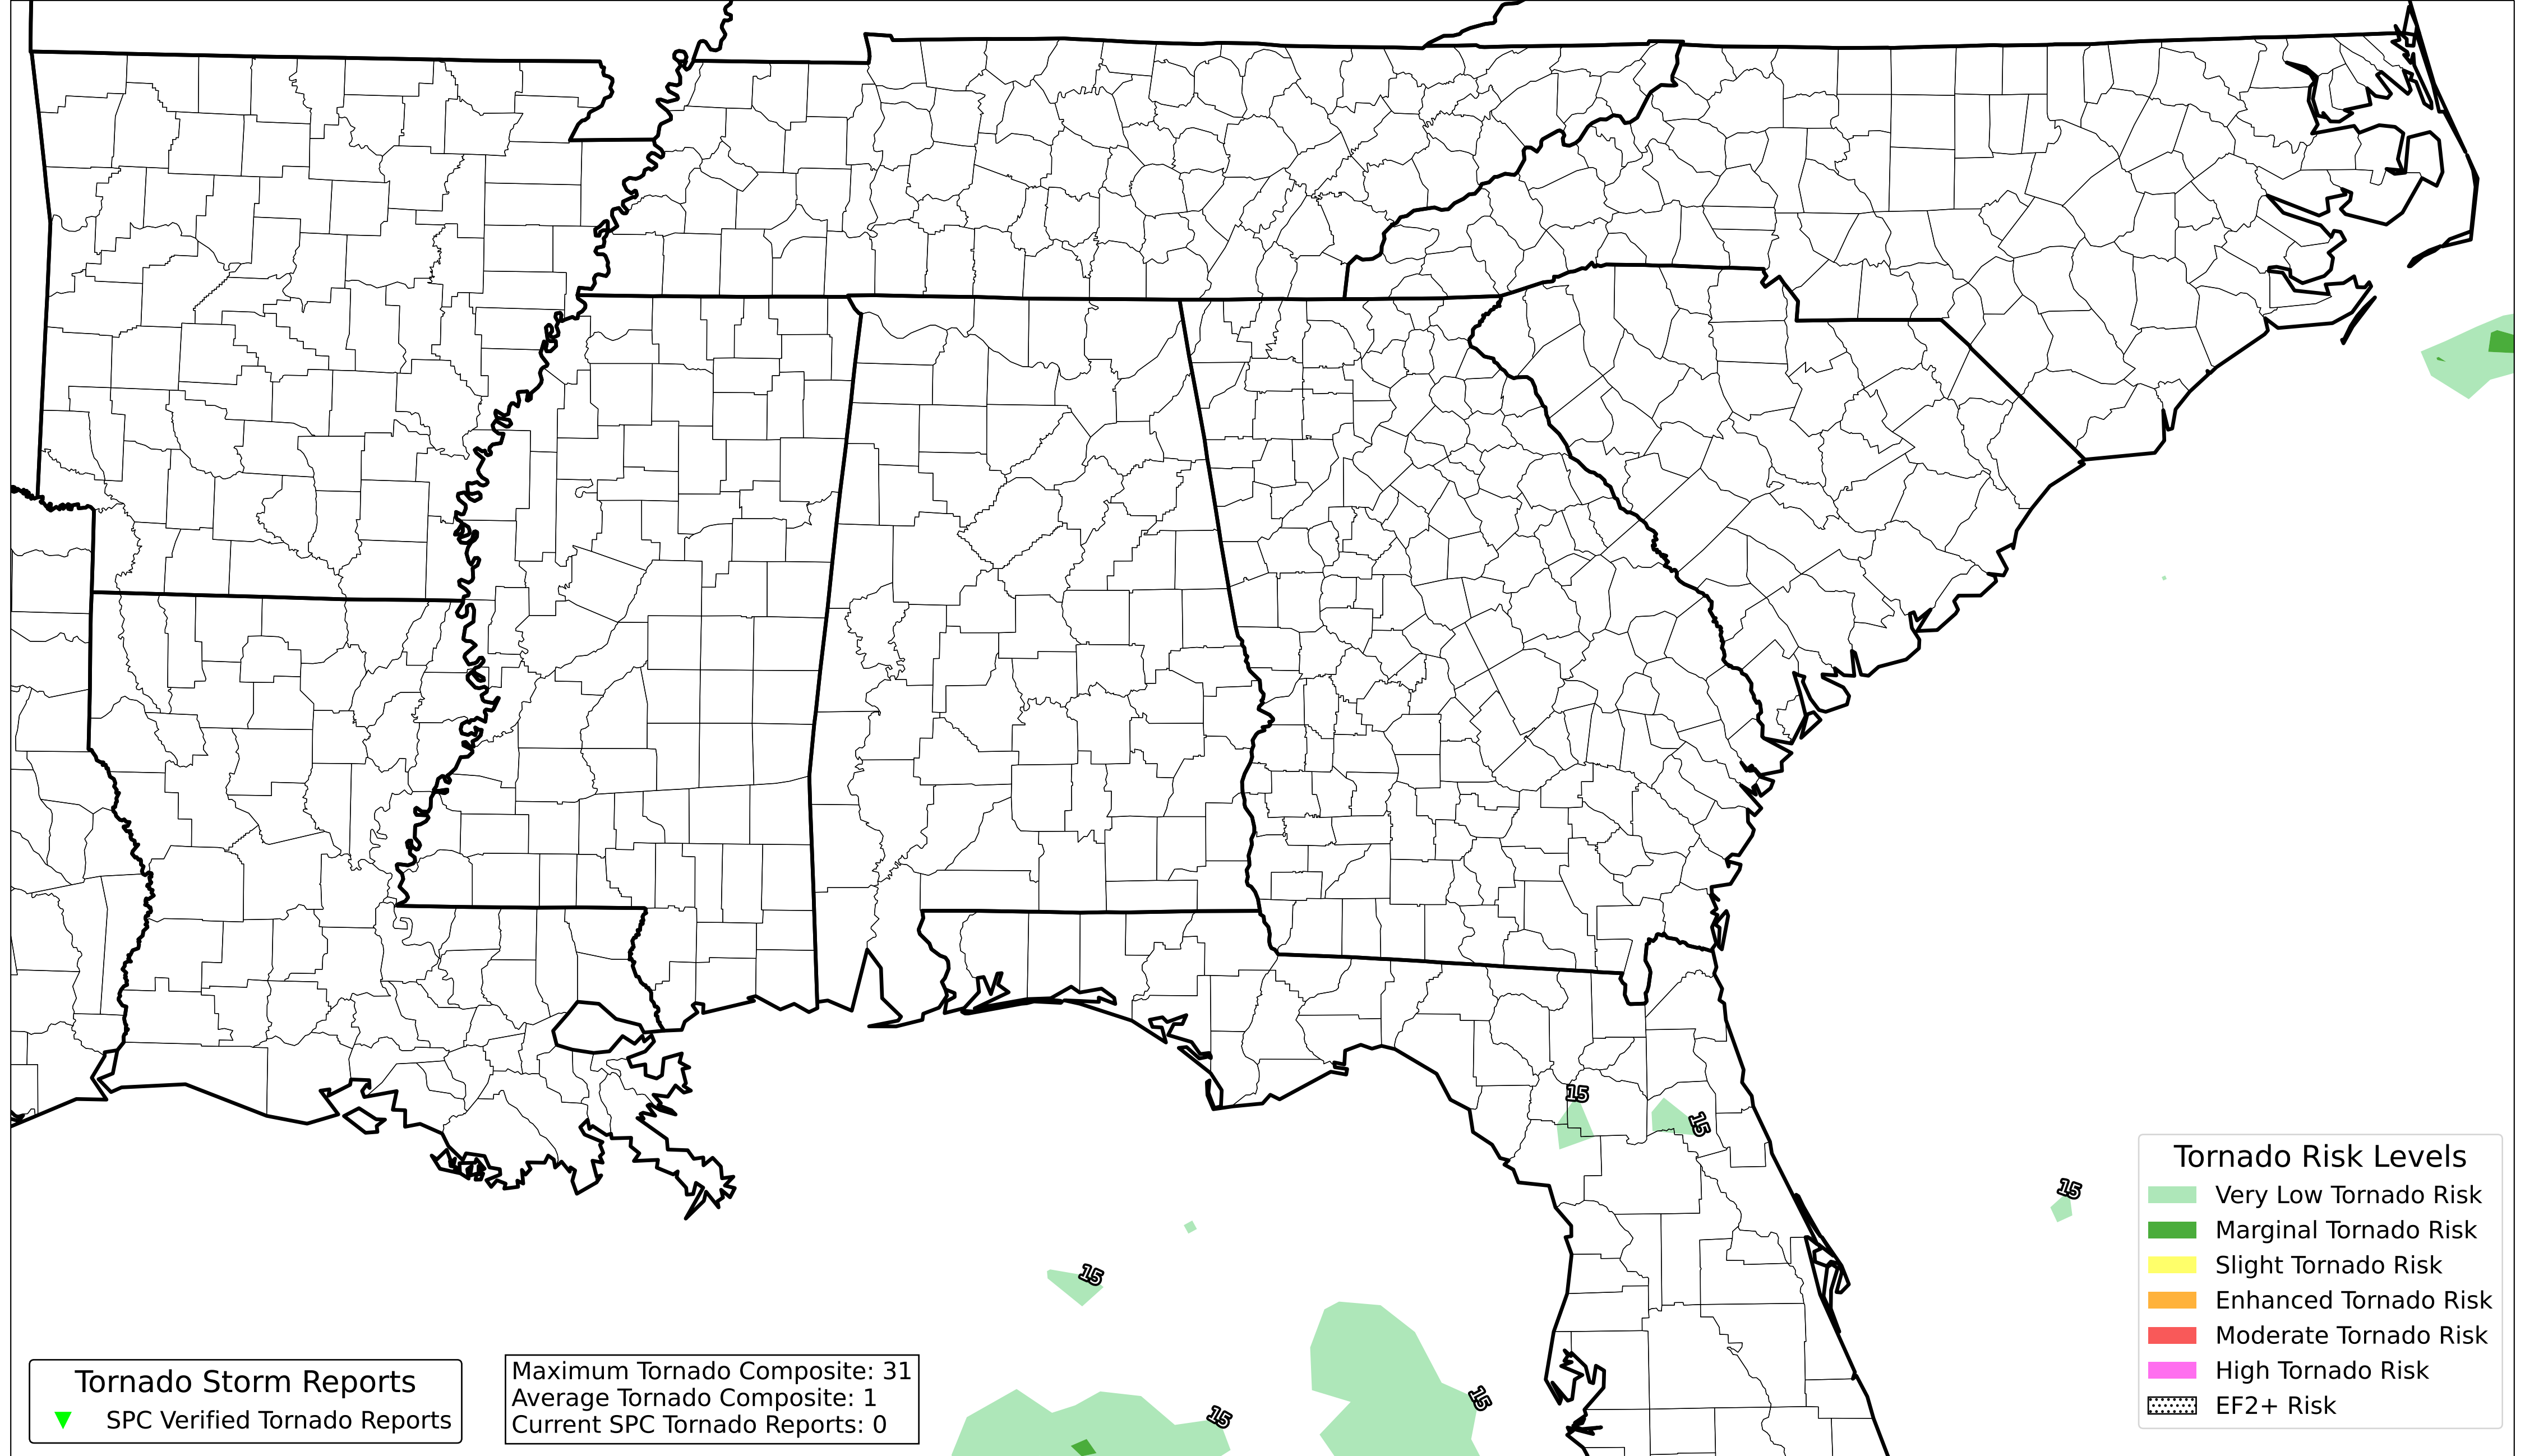 15
15
15
15
15
15
Tornado Risk Levels
Very Low Tornado Risk
Marginal Tornado Risk
Slight Tornado Risk
Enhanced Tornado Risk
Moderate Tornado Risk
High Tornado Risk
EF2+ Risk
Tornado Storm Reports
SPC Verified Tornado Reports
Maximum Tornado Composite: 31
Average Tornado Composite: 1
Current SPC Tornado Reports: 0